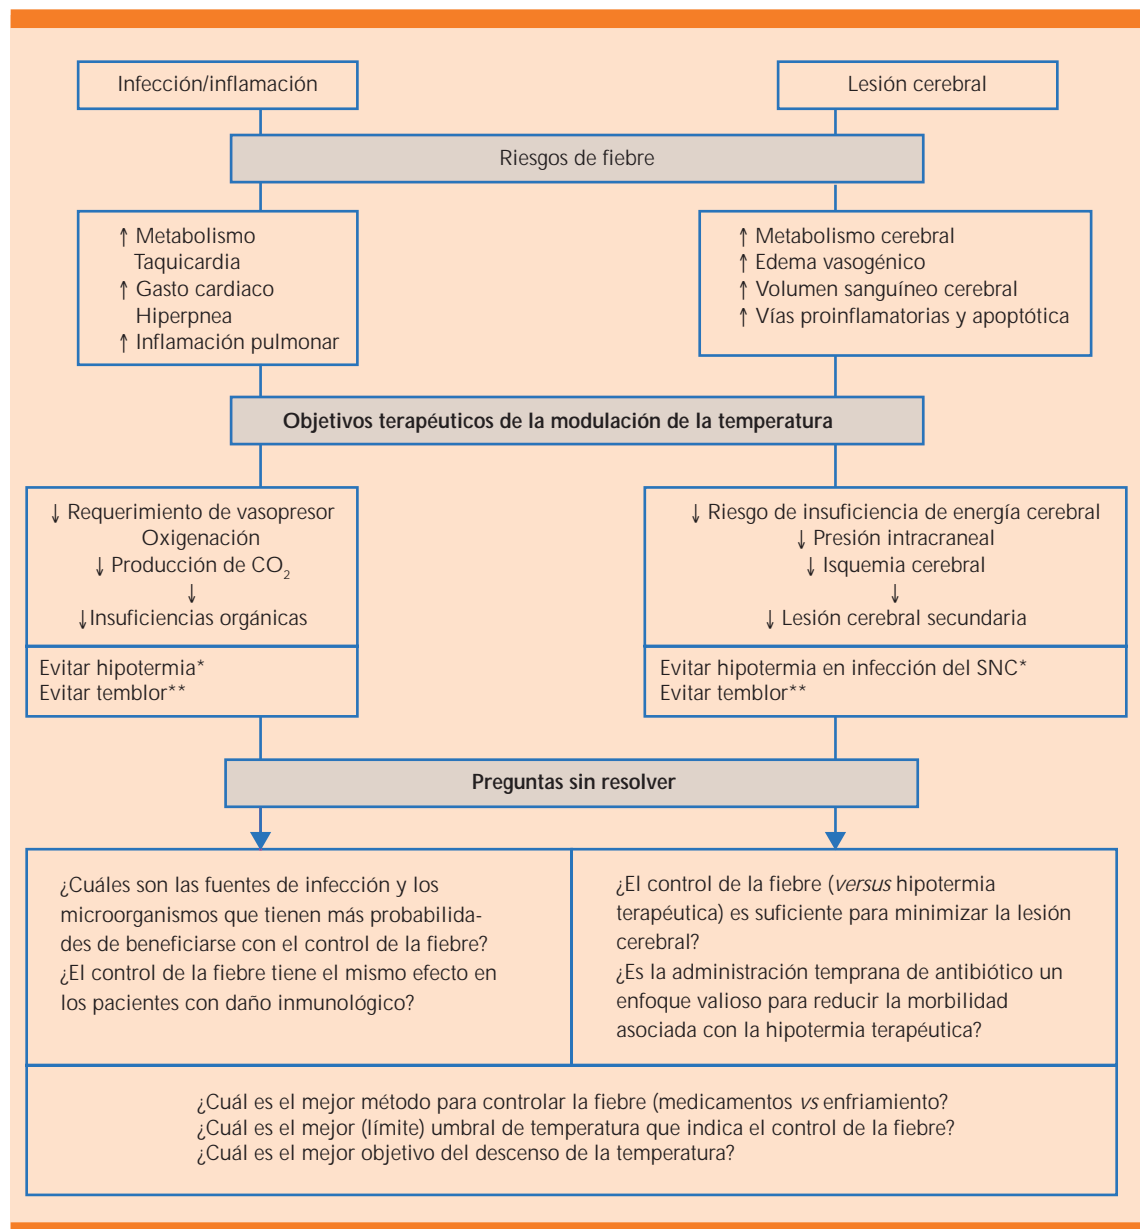 Infección/inflamación
Lesión cerebral
Riesgos de fiebre
↑ Metabolismo
Taquicardia
↑ Gasto cardiaco
Hiperpnea
↑ Inflamación pulmonar
↑ Metabolismo cerebral
↑ Edema vasogénico
↑ Volumen sanguíneo cerebral
↑ Vías proinflamatorias y apoptótica
Objetivos terapéuticos de la modulación de la temperatura
↓ Requerimiento de vasopresor
Oxigenación
↓ Producción de CO₂
↓
↓Insuficiencias orgánicas
Evitar hipotermia*
Evitar temblor**
↓ Riesgo de insuficiencia de energía cerebral
↓ Presión intracraneal
↓ Isquemia cerebral
↓
↓ Lesión cerebral secundaria
Evitar hipotermia en infección del SNC*
Evitar temblor**
Preguntas sin resolver
¿Cuáles son las fuentes de infección y los
microorganismos que tienen más probabilida-
des de beneficiarse con el control de la fiebre?
¿El control de la fiebre tiene el mismo efecto en
los pacientes con daño inmunológico?
¿El control de la fiebre (versus hipotermia
terapéutica) es suficiente para minimizar la lesión
cerebral?
¿Es la administración temprana de antibiótico un
enfoque valioso para reducir la morbilidad
asociada con la hipotermia terapéutica?
¿Cuál es el mejor método para controlar la fiebre (medicamentos vs enfriamiento?
¿Cuál es el mejor (límite) umbral de temperatura que indica el control de la fiebre?
¿Cuál es el mejor objetivo del descenso de la temperatura?